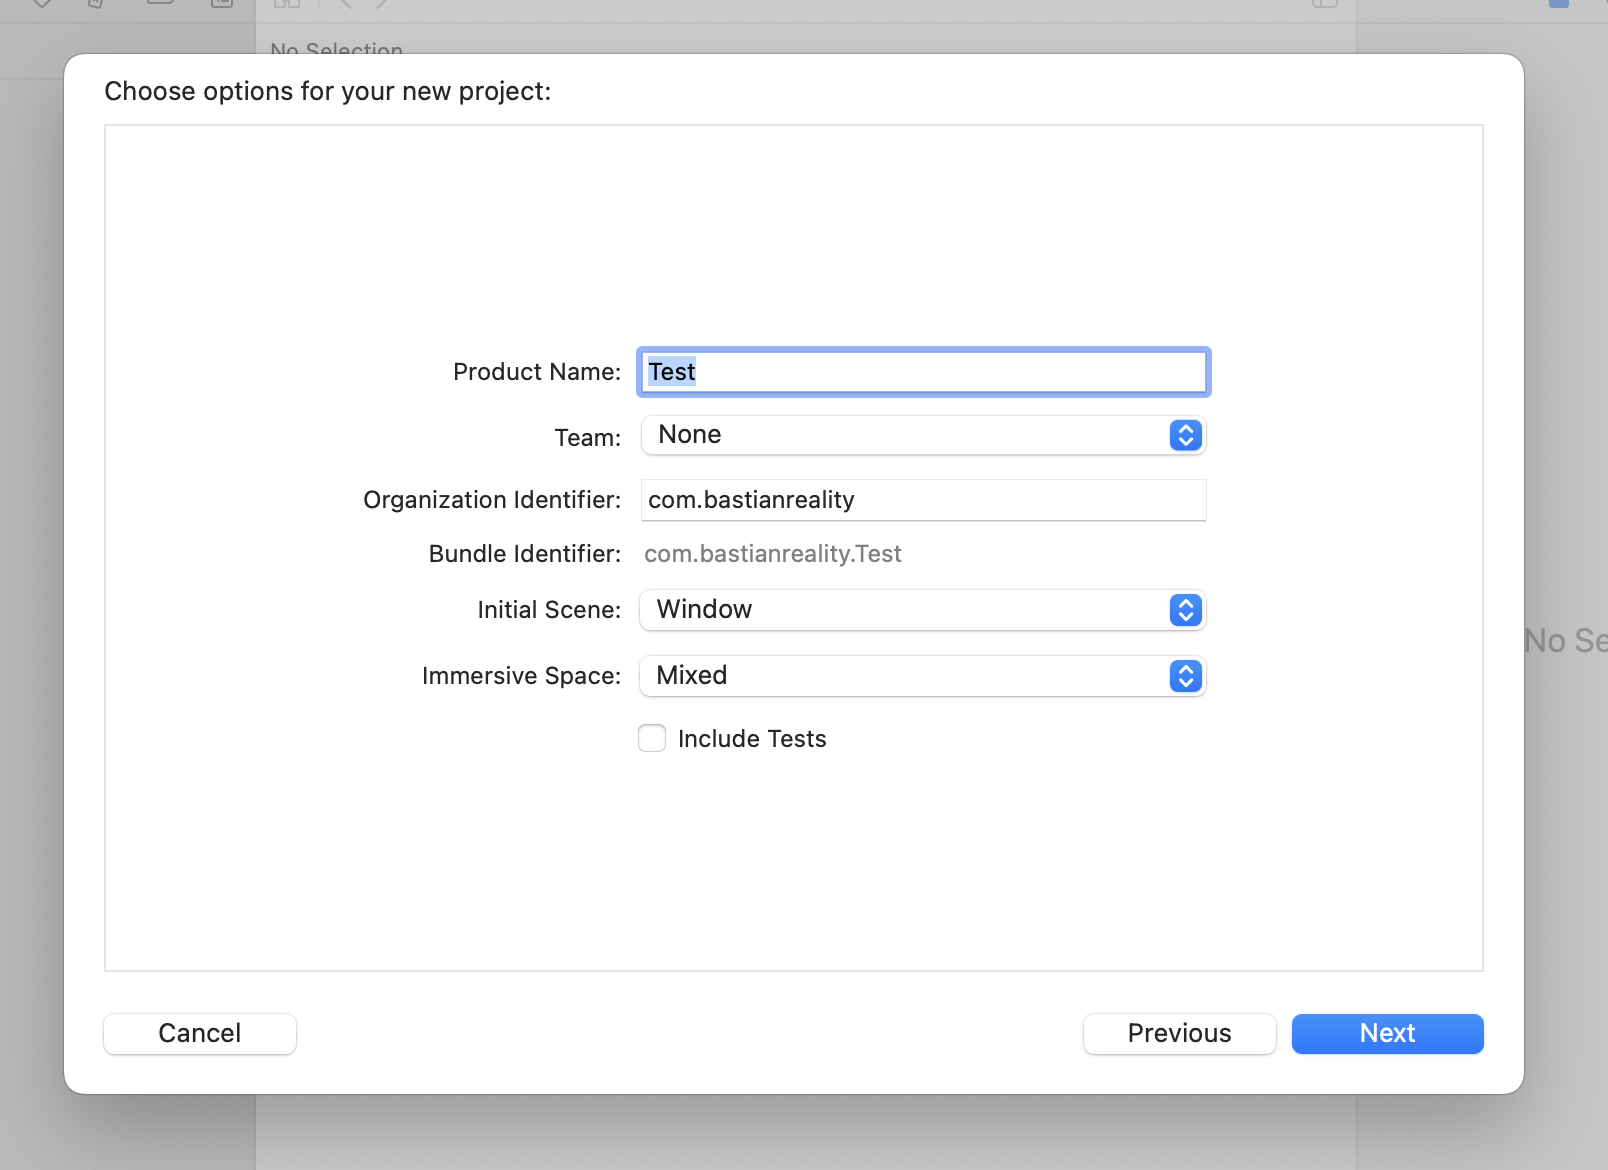 No Selection
Choose options for your new project:
Product Name: Test
Team: None
Organization Identifier: com.bastianreality
Bundle Identifier: com.bastianreality.Test
Initial Scene: Window
Immersive Space: Mixed
Include Tests
No Se
Cancel
Previous
Next